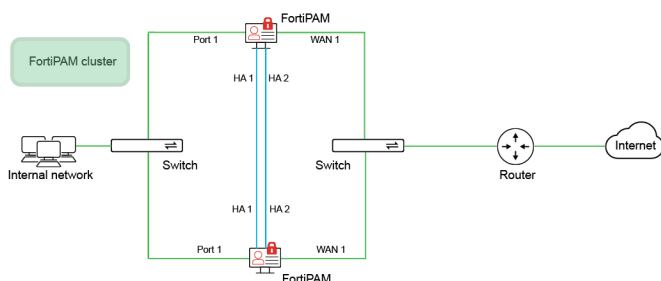 FortiPAM
Port 1
WAN 1
FortiPAM cluster
HA 1
HA 2
Internal network
Switch
Switch
Router
Internet
HA 1
HA 2
Port 1
WAN 1
FortiPAM